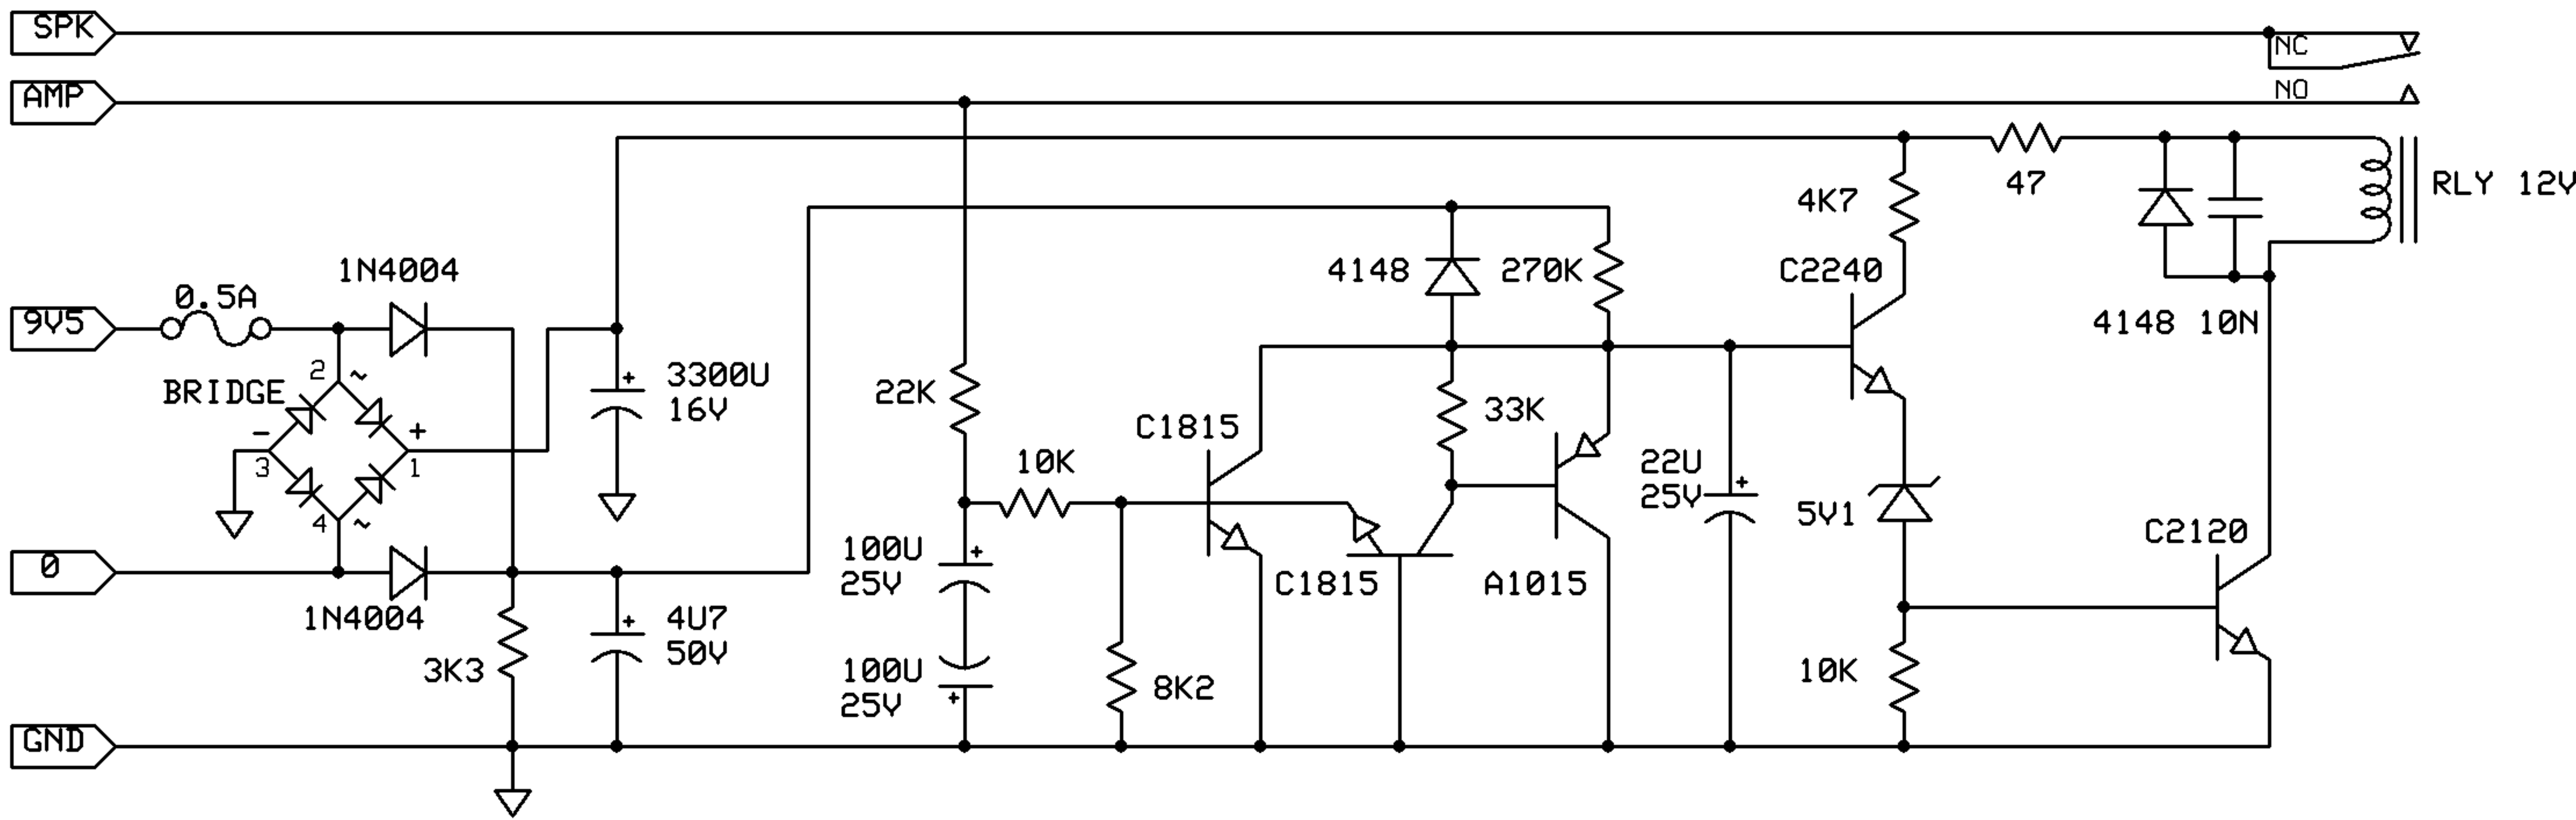 SPK
NC
AMP
NO
47
RLY 12V
4K7
1N4004
4148
270K
C2240
0.5A
9V5
4148 10N
2
~
BRIDGE
3300U
16V
22K
33K
C1815
-
+
3
1
10K
22U
25V
4
~
5V1
C2120
0
100U
25V
C1815
A1015
1N4004
4U7
50V
3K3
100U
25V
8K2
10K
GND
+
+
+
+
+